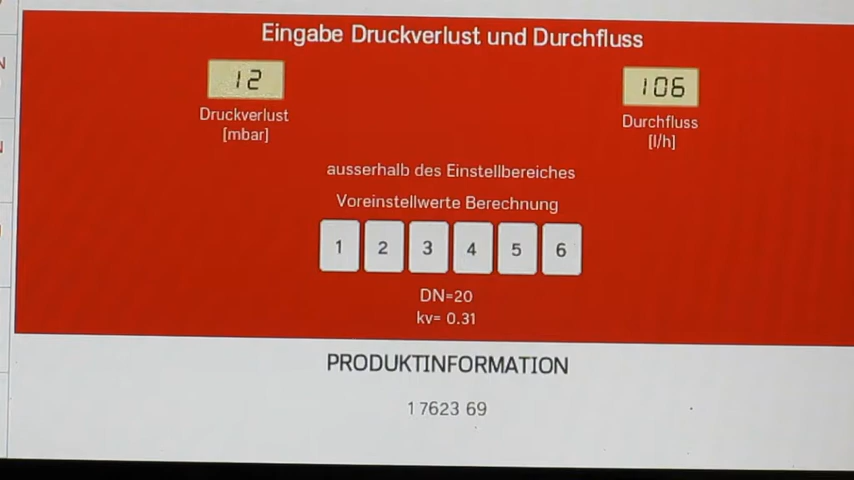 Eingabe Druckverlust und Durchfluss
12
106
Druckverlust
[mbar]
Durchfluss
[l/h]
ausserhalb des Einstellbereiches
Voreinstellwerte Berechnung
1 2 3 4 5 6
DN=20
kv= 0.31
PRODUKTINFORMATION
1 7623 69